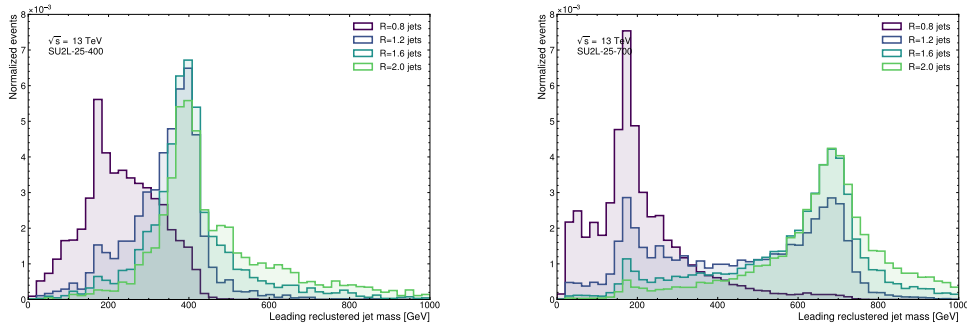 8 ×10⁻³
Normalized events
√s = 13 TeV
SU2L-25-400
R=0.8 jets
R=1.2 jets
R=1.6 jets
R=2.0 jets
7
6
5
4
3
2
1
0
0 200 400 600 800 1000
Leading reclustered jet mass [GeV]
8 ×10⁻³
Normalized events
√s = 13 TeV
SU2L-25-700
R=0.8 jets
R=1.2 jets
R=1.6 jets
R=2.0 jets
7
6
5
4
3
2
1
0
0 200 400 600 800 1000
Leading reclustered jet mass [GeV]